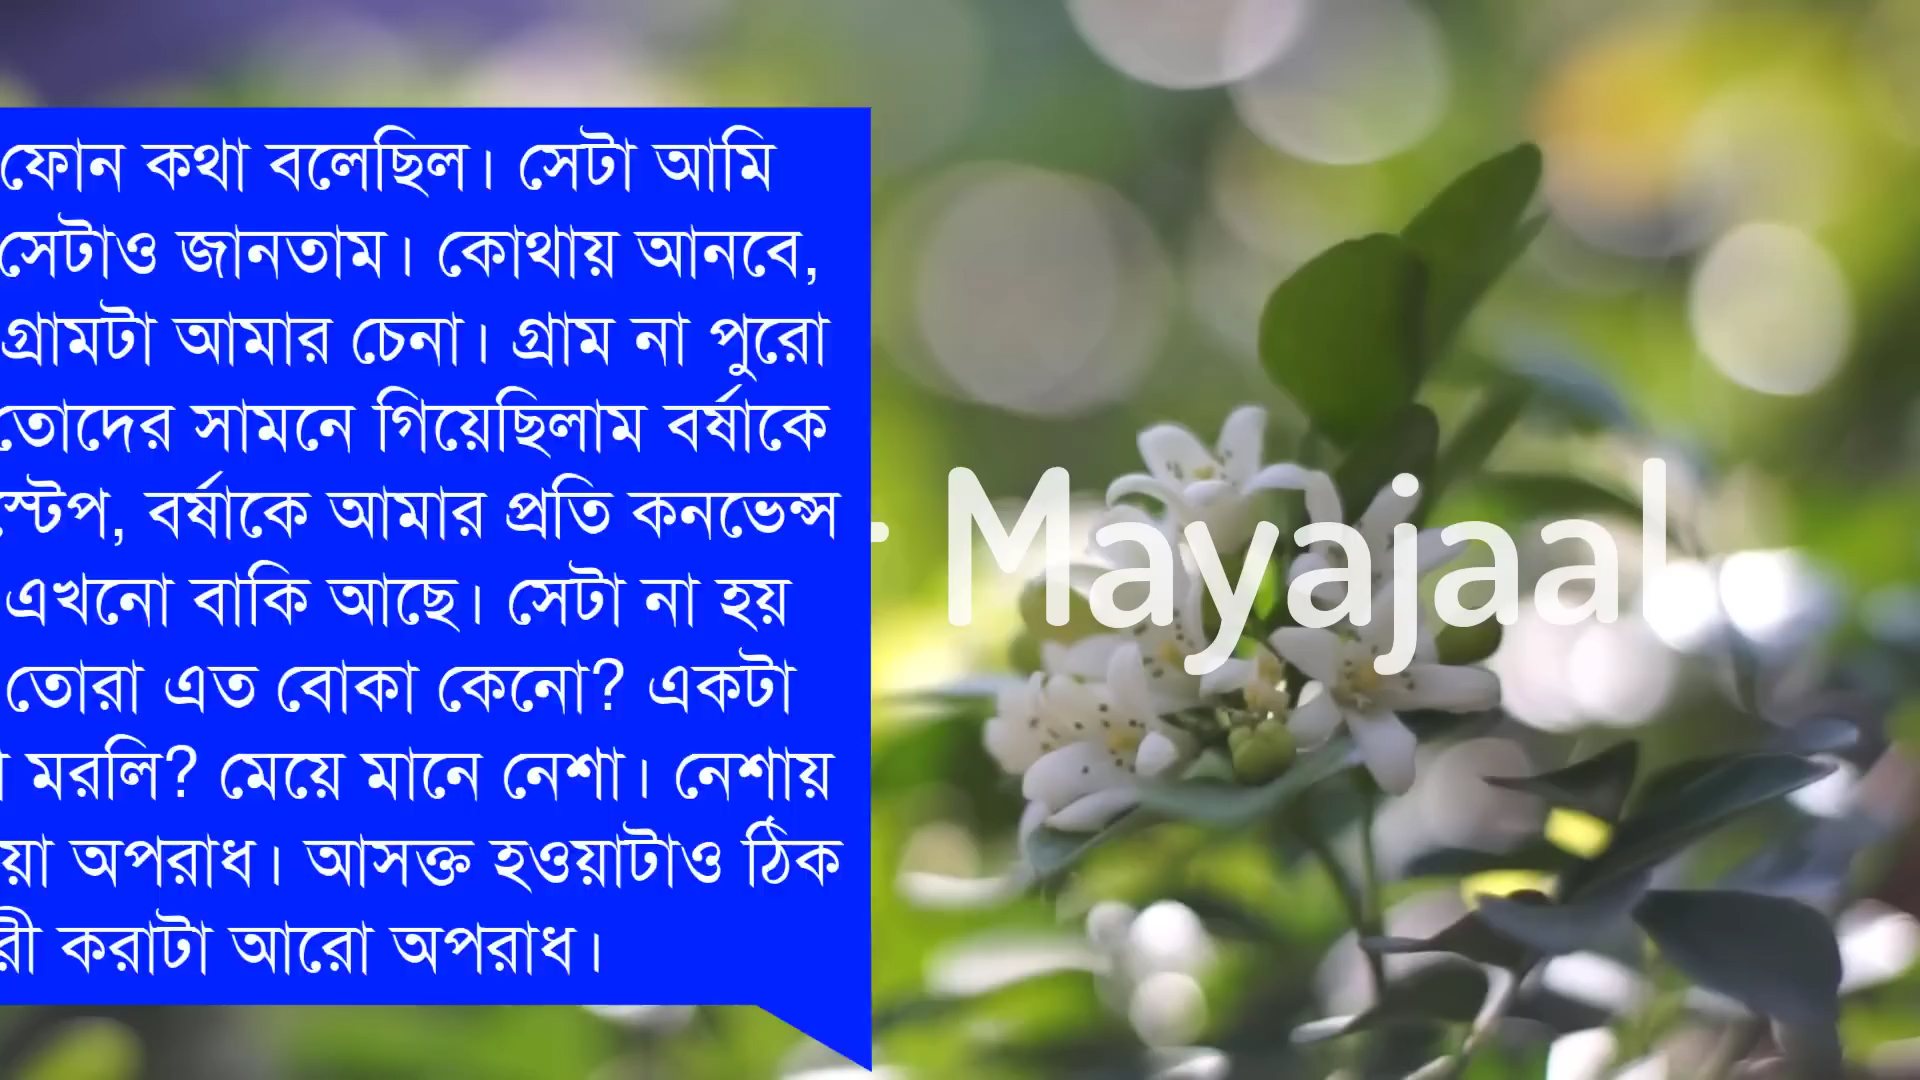 ফোন কথা বলেছিল। সেটা আমি
সেটাও জানতাম। কোথায় আনবে,
গ্রামটা আমার চেনা। গ্রাম না পুরো
তোদের সামনে গিয়েছিলাম বর্ষাকে
স্টেপ, বর্ষাকে আমার প্রতি কনভেন্স
এখনো বাকি আছে। সেটা না হয়
তোরা এত বোকা কেনো? একটা
মরলি? মেয়ে মানে নেশা। নেশায়
অপরাধ। আসক্ত হওয়াটাও ঠিক
করাটা আরো অপরাধ।
- Mayajaal